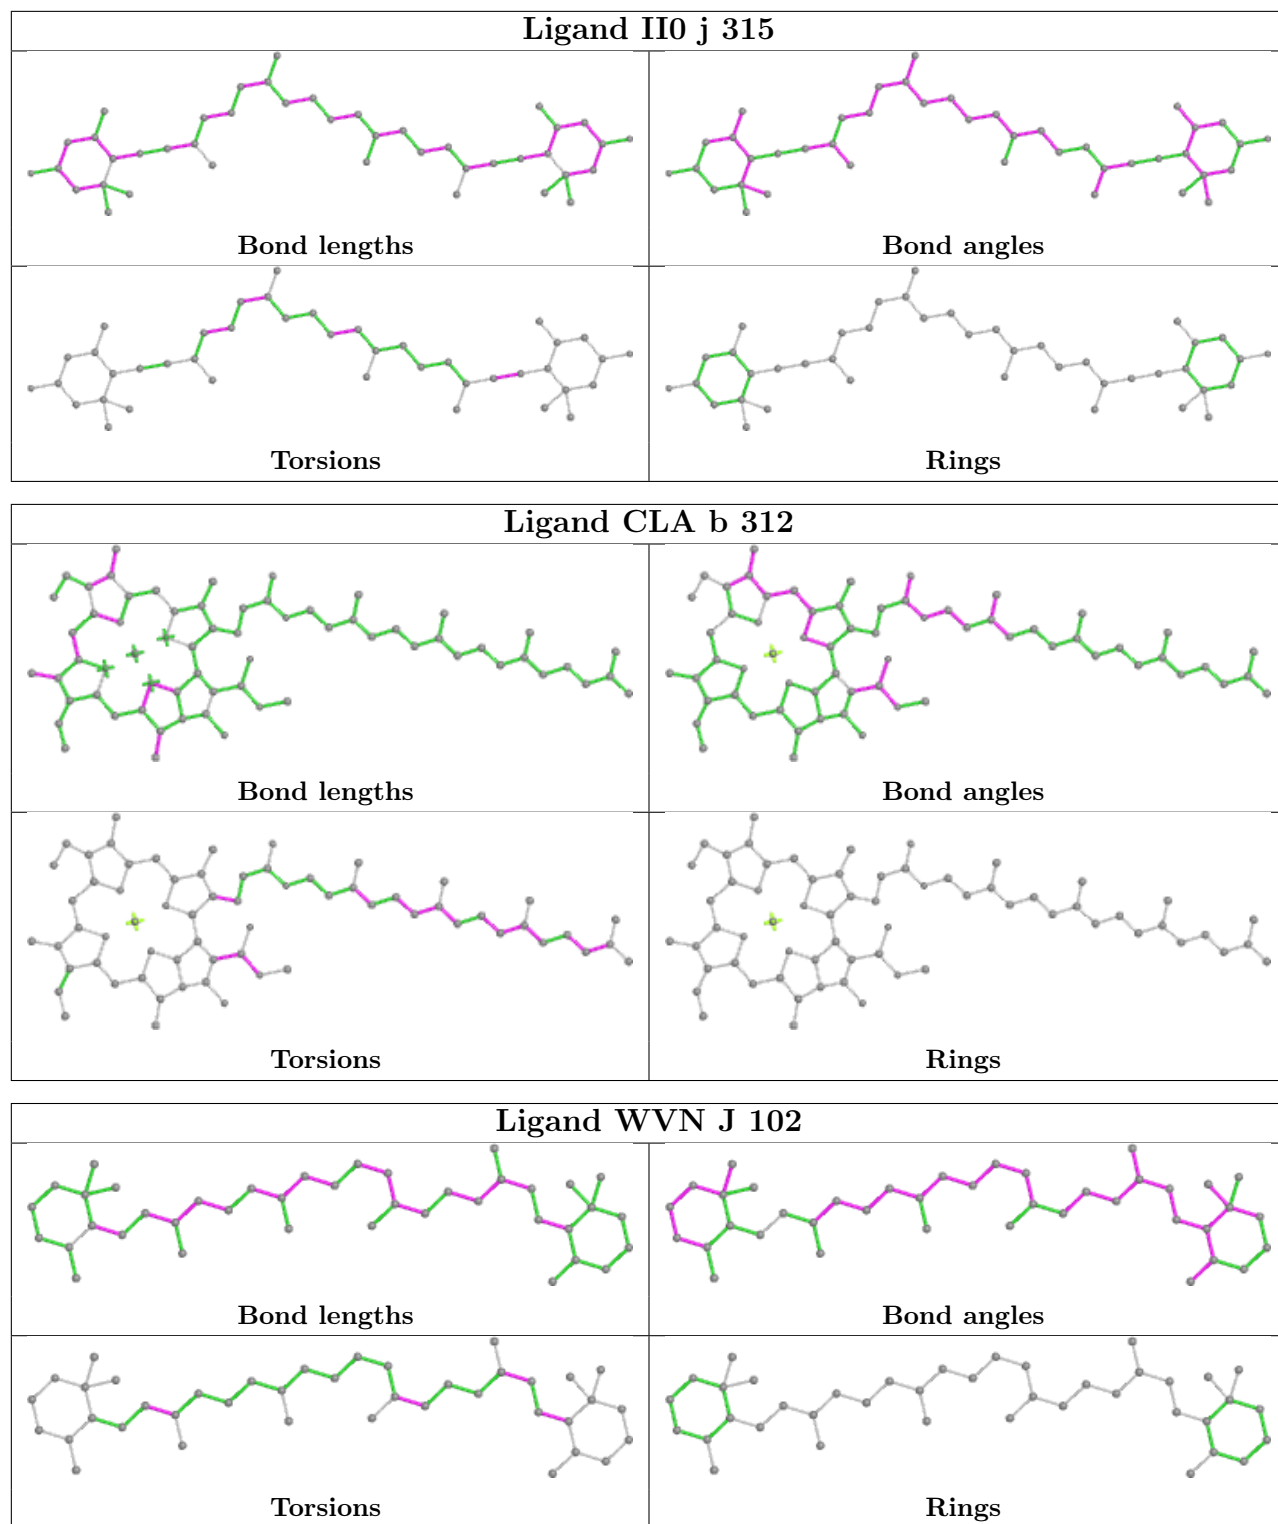 Ligand II0 j 315
Bond lengths
Bond angles
Torsions
Rings
Ligand CLA b 312
Bond lengths
Bond angles
Torsions
Rings
Ligand WVN J 102
Bond lengths
Bond angles
Torsions
Rings